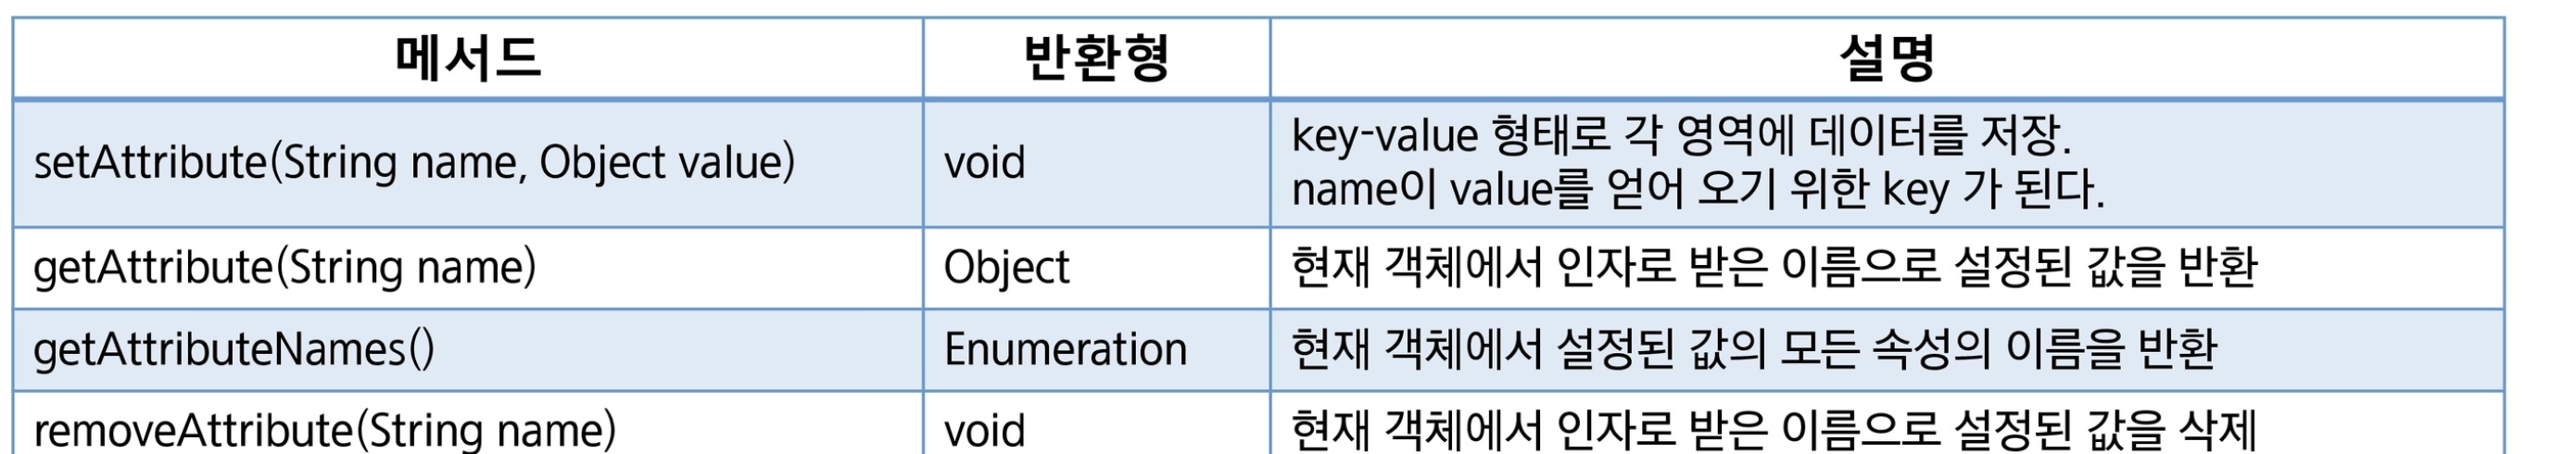 메서드 반환형 설명
setAttribute(String name, Object value) void key-value 형태로 각 영역에 데이터를 저장.
name이 value를 얻어 오기 위한 key 가 된다.
getAttribute(String name) Object 현재 객체에서 인자로 받은 이름으로 설정된 값을 반환
getAttributeNames() Enumeration 현재 객체에서 설정된 값의 모든 속성의 이름을 반환
removeAttribute(String name) void 현재 객체에서 인자로 받은 이름으로 설정된 값을 삭제